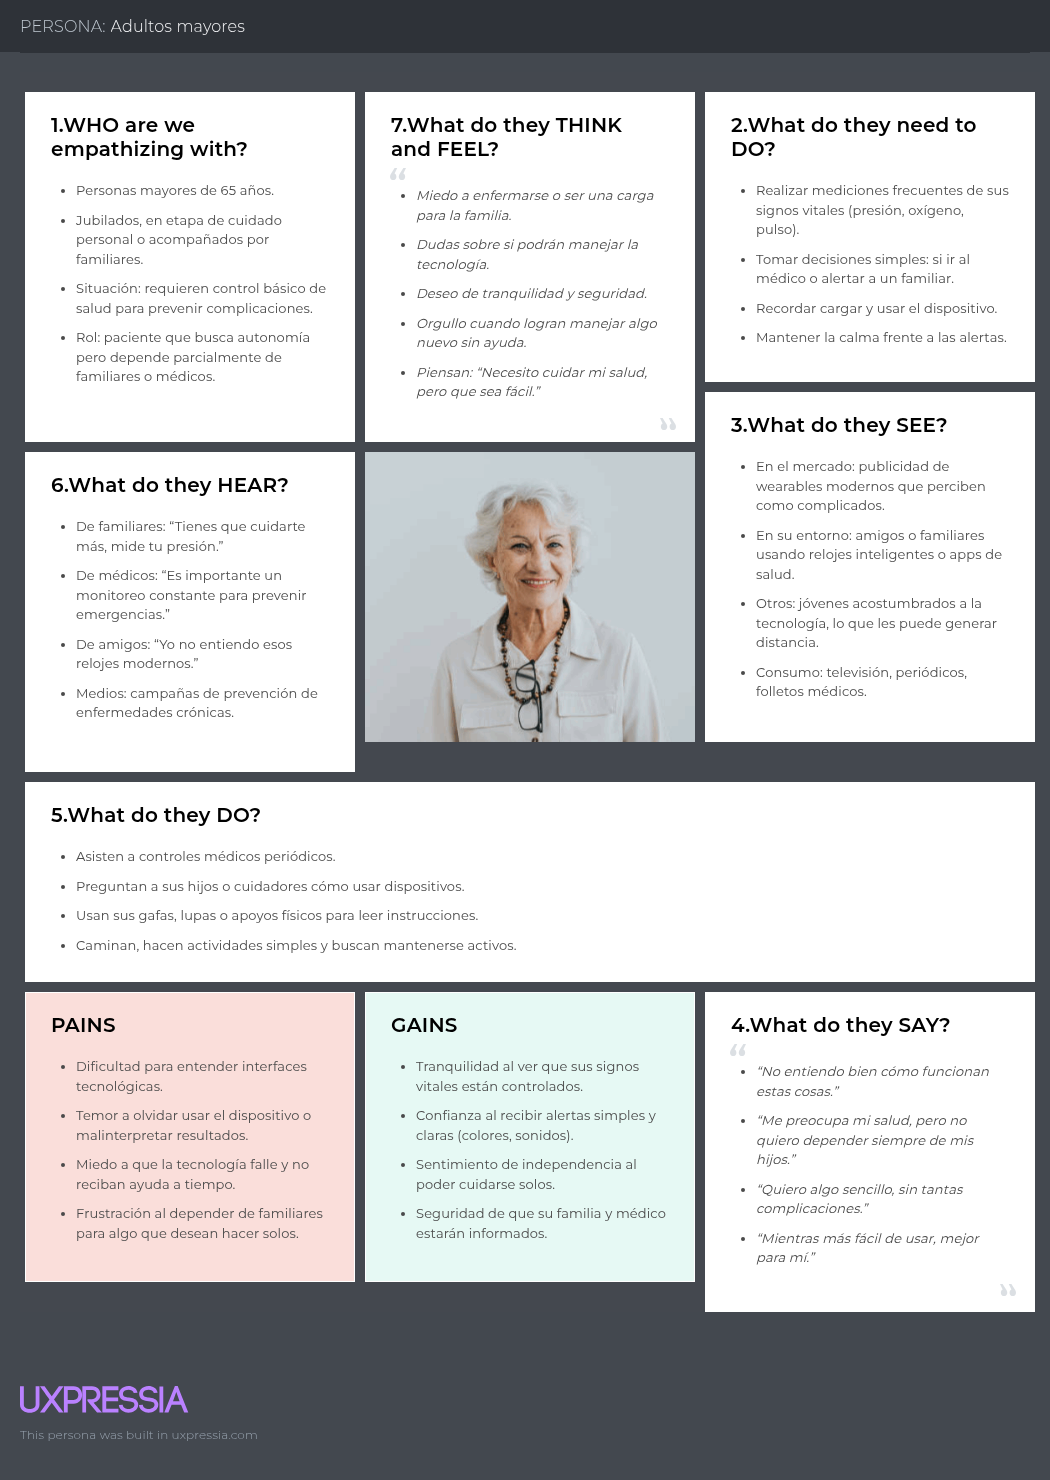 PERSONA: Adultos mayores
1.WHO are we
empathizing with?
• Personas mayores de 65 años.
• Jubilados, en etapa de cuidado
personal o acompañados por
familiares.
• Situación: requieren control básico de
salud para prevenir complicaciones.
• Rol: paciente que busca autonomía
pero depende parcialmente de
familiares o médicos.
7.What do they THINK
and FEEL?
“
• Miedo a enfermarse o ser una carga
para la familia.
• Dudas sobre si podrán manejar la
tecnología.
• Deseo de tranquilidad y seguridad.
• Orgullo cuando logran manejar algo
nuevo sin ayuda.
• Piensan: “Necesito cuidar mi salud,
pero que sea fácil.”
”
2.What do they need to
DO?
• Realizar mediciones frecuentes de sus
signos vitales (presión, oxígeno,
pulso).
• Tomar decisiones simples: si ir al
médico o alertar a un familiar.
• Recordar cargar y usar el dispositivo.
• Mantener la calma frente a las alertas.
3.What do they SEE?
• En el mercado: publicidad de
wearables modernos que perciben
como complicados.
• En su entorno: amigos o familiares
usando relojes inteligentes o apps de
salud.
• Otros: jóvenes acostumbrados a la
tecnología, lo que les puede generar
distancia.
• Consumo: televisión, periódicos,
folletos médicos.
6.What do they HEAR?
• De familiares: “Tienes que cuidarte
más, mide tu presión.”
• De médicos: “Es importante un
monitoreo constante para prevenir
emergencias.”
• De amigos: “Yo no entiendo esos
relojes modernos.”
• Medios: campañas de prevención de
enfermedades crónicas.
5.What do they DO?
• Asisten a controles médicos periódicos.
• Preguntan a sus hijos o cuidadores cómo usar dispositivos.
• Usan sus gafas, lupas o apoyos físicos para leer instrucciones.
• Caminan, hacen actividades simples y buscan mantenerse activos.
PAINS
• Dificultad para entender interfaces
tecnológicas.
• Temor a olvidar usar el dispositivo o
malinterpretar resultados.
• Miedo a que la tecnología falle y no
reciban ayuda a tiempo.
• Frustración al depender de familiares
para algo que desean hacer solos.
GAINS
• Tranquilidad al ver que sus signos
vitales están controlados.
• Confianza al recibir alertas simples y
claras (colores, sonidos).
• Sentimiento de independencia al
poder cuidarse solos.
• Seguridad de que su familia y médico
estarán informados.
4.What do they SAY?
“
• “No entiendo bien cómo funcionan
estas cosas.”
• “Me preocupa mi salud, pero no
quiero depender siempre de mis
hijos.”
• “Quiero algo sencillo, sin tantas
complicaciones.”
• “Mientras más fácil de usar, mejor
para mí.”
”
UXPRESSIA
This persona was built in uxpressia.com